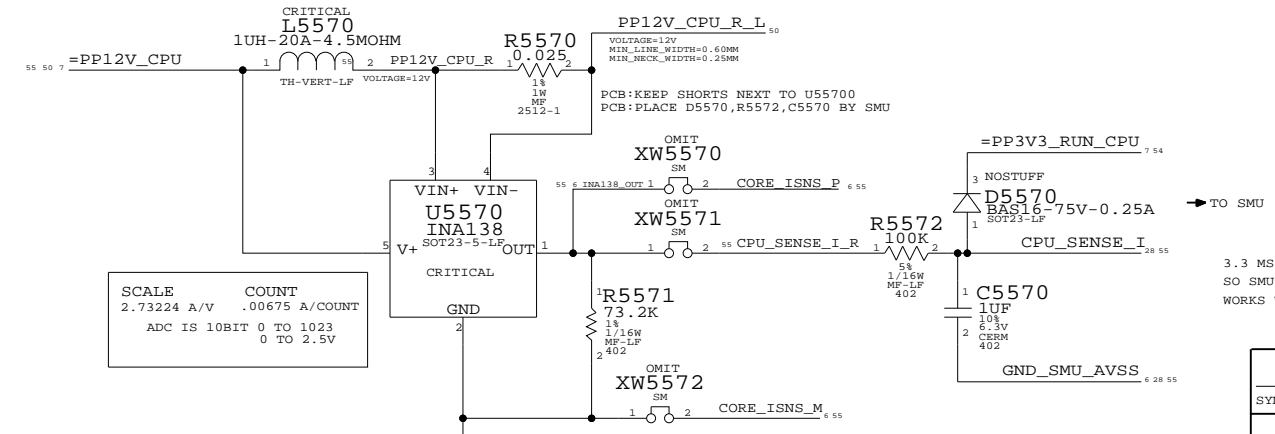 CRITICAL
L5570
1UH-20A-4.5MOHM
55 50 7 =PP12V_CPU
1 55 2
TH-VERT-LF
PP12V_CPU_R
VOLTAGE=12V
R5570
0.025
1 2
1%
1W
MF
2512-1
PP12V_CPU_R_L 50
VOLTAGE=12V
MIN_LINE_WIDTH=0.60MM
MIN_NECK_WIDTH=0.25MM
PCB:KEEP SHORTS NEXT TO U55700
PCB:PLACE D5570,R5572,C5570 BY SMU
3 4
VIN+ VIN-
U5570
INA138
SOT23-5-LF
5 V+ OUT 1
CRITICAL
GND
2
OMIT
XW5570
SM
55 6 INA138_OUT 1 2 CORE_ISNS_P 6 55
OMIT
XW5571
SM
1 2 55 CPU_SENSE_I_R
R5572
1 100K 2
5%
1/16W
MF-LF
402
=PP3V3_RUN_CPU 7 54
3 NOSTUFF
D5570
BAS16-75V-0.25A
SOT23-LF
1
TO SMU
CPU_SENSE_I 28 55
3.3 MS
SO SMU
WORKS
1 C5570
1UF
10%
6.3V
2 CERM
402
GND_SMU_AVSS 6 28 55
1 R5571
73.2K
1%
1/16W
MF-LF
2 402
OMIT
XW5572
SM
1 2 CORE_ISNS_M 6 55
SCALE COUNT
2.73224 A/V .00675 A/COUNT
ADC IS 10BIT 0 TO 1023
0 TO 2.5V